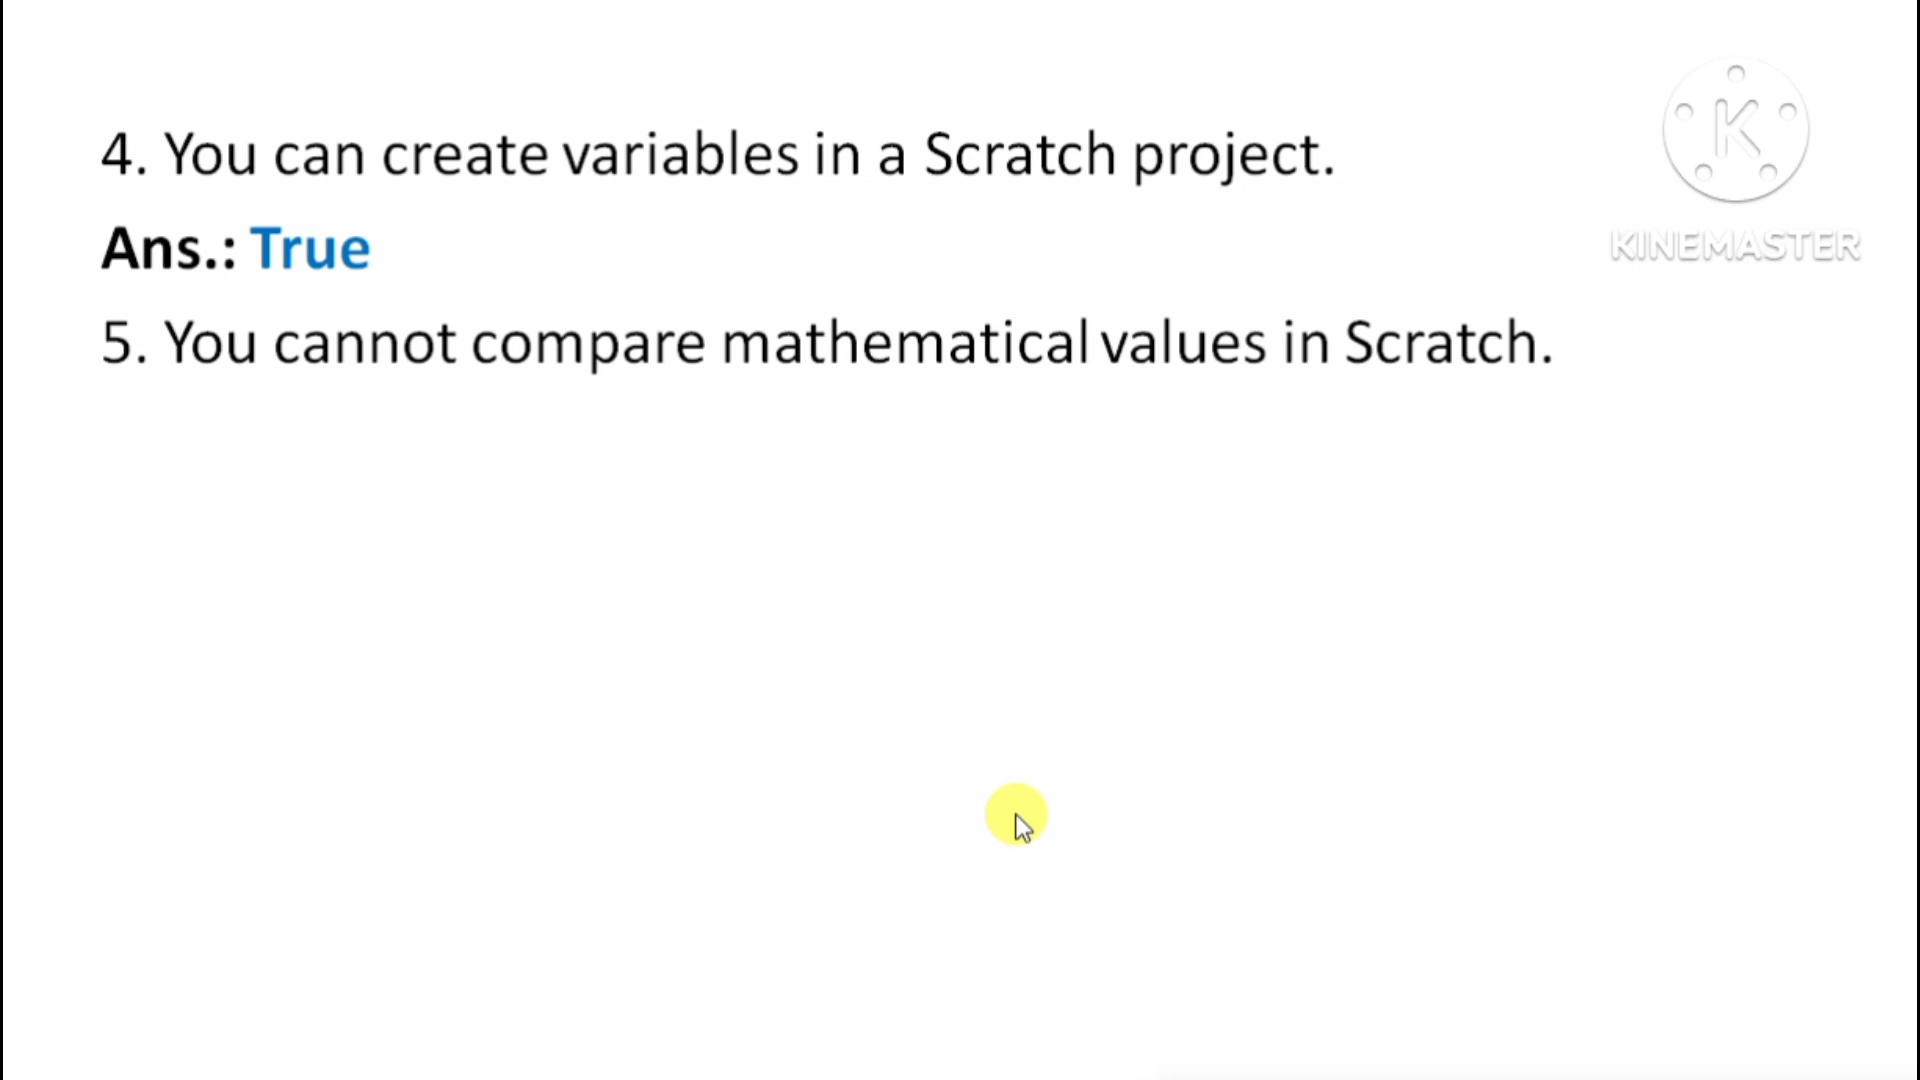 4. You can create variables in a Scratch project.
Ans.: True
5. You cannot compare mathematical values in Scratch.
K
KINEMASTER